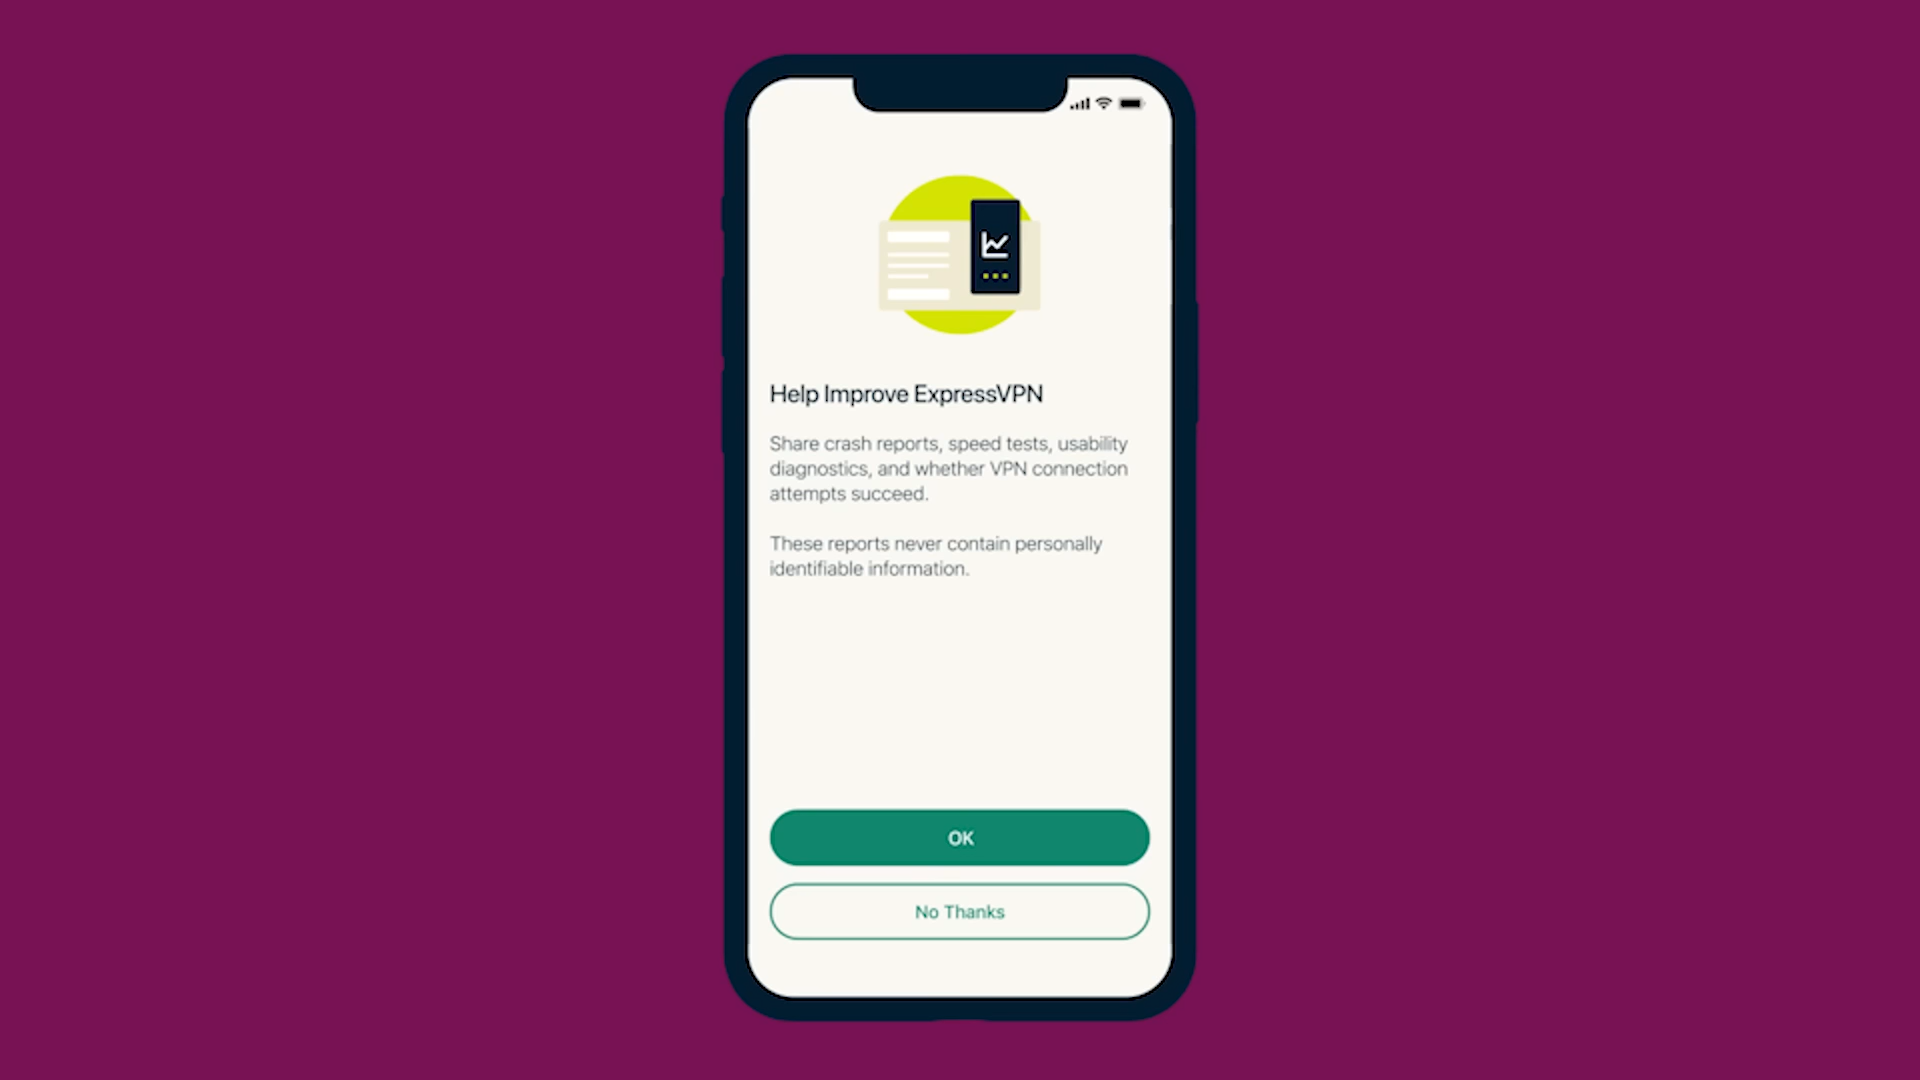 Help Improve ExpressVPN
Share crash reports, speed tests, usability
diagnostics, and whether VPN connection
attempts succeed.
These reports never contain personally
identifiable information.
OK
No Thanks